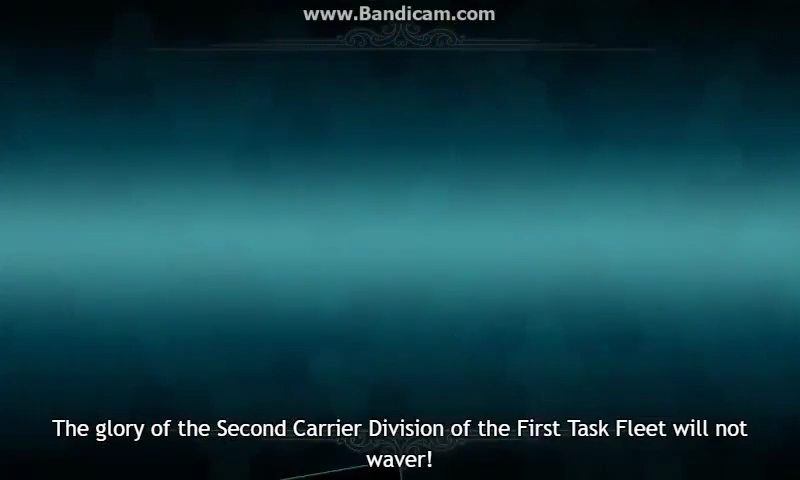 www.Bandicam.com
The glory of the Second Carrier Division of the First Task Fleet will not
waver!